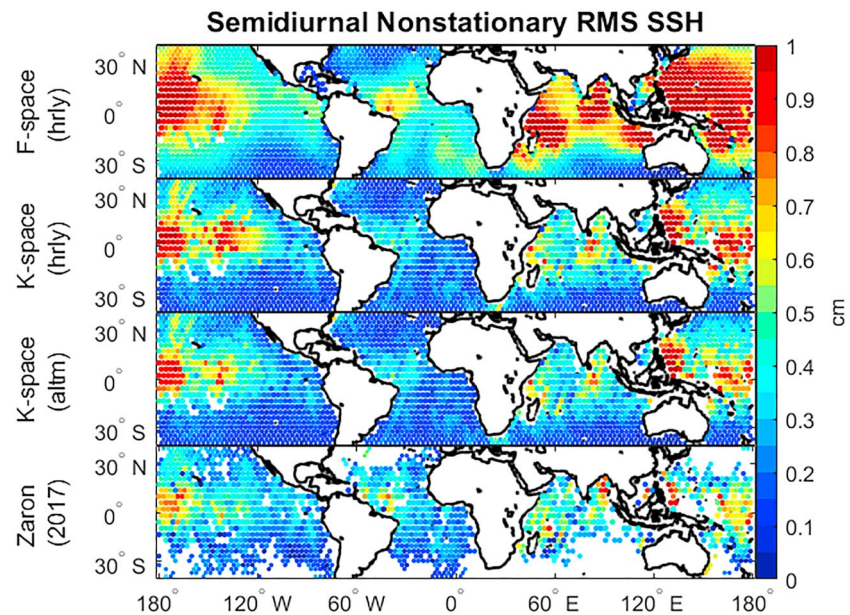 Semidiurnal Nonstationary RMS SSH
F-space
(hrly)
30° N
0°
30° S
K-space
(hrly)
30° N
0°
30° S
K-space
(altm)
30° N
0°
30° S
Zaron
(2017)
30° N
0°
30° S
180° 120° W 60° W 0° 60° E 120° E 180°
1
0.9
0.8
0.7
0.6
0.5
0.4
0.3
0.2
0.1
0
cm